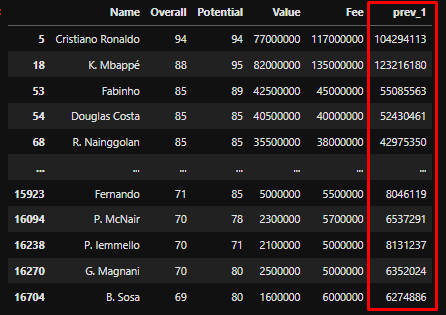 Name Overall Potential Value Fee prev_1
5 Cristiano Ronaldo 94 94 77000000 117000000 104294113
18 K. Mbappé 88 95 82000000 135000000 123216180
53 Fabinho 85 89 42500000 45000000 55085563
54 Douglas Costa 85 85 40500000 40000000 52430461
68 R. Nainggolan 85 85 35500000 38000000 42975350
... ... ... ... ... ... ...
15923 Fernando 71 85 5000000 5500000 8046119
16094 P. McNair 70 78 2300000 5700000 6537291
16238 P. Iemmello 70 71 2100000 5000000 8131237
16270 G. Magnani 70 80 2500000 5000000 6352024
16704 B. Sosa 69 80 1600000 6000000 6274886